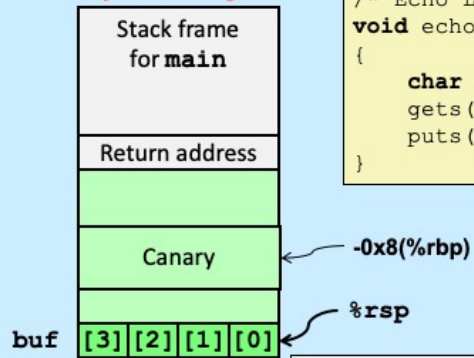 Stack frame
for main
Return address
Canary
buf [3] [2] [1] [0]
void echo
{
char
gets(
puts(
}
-0x8(%rbp)
%rsp